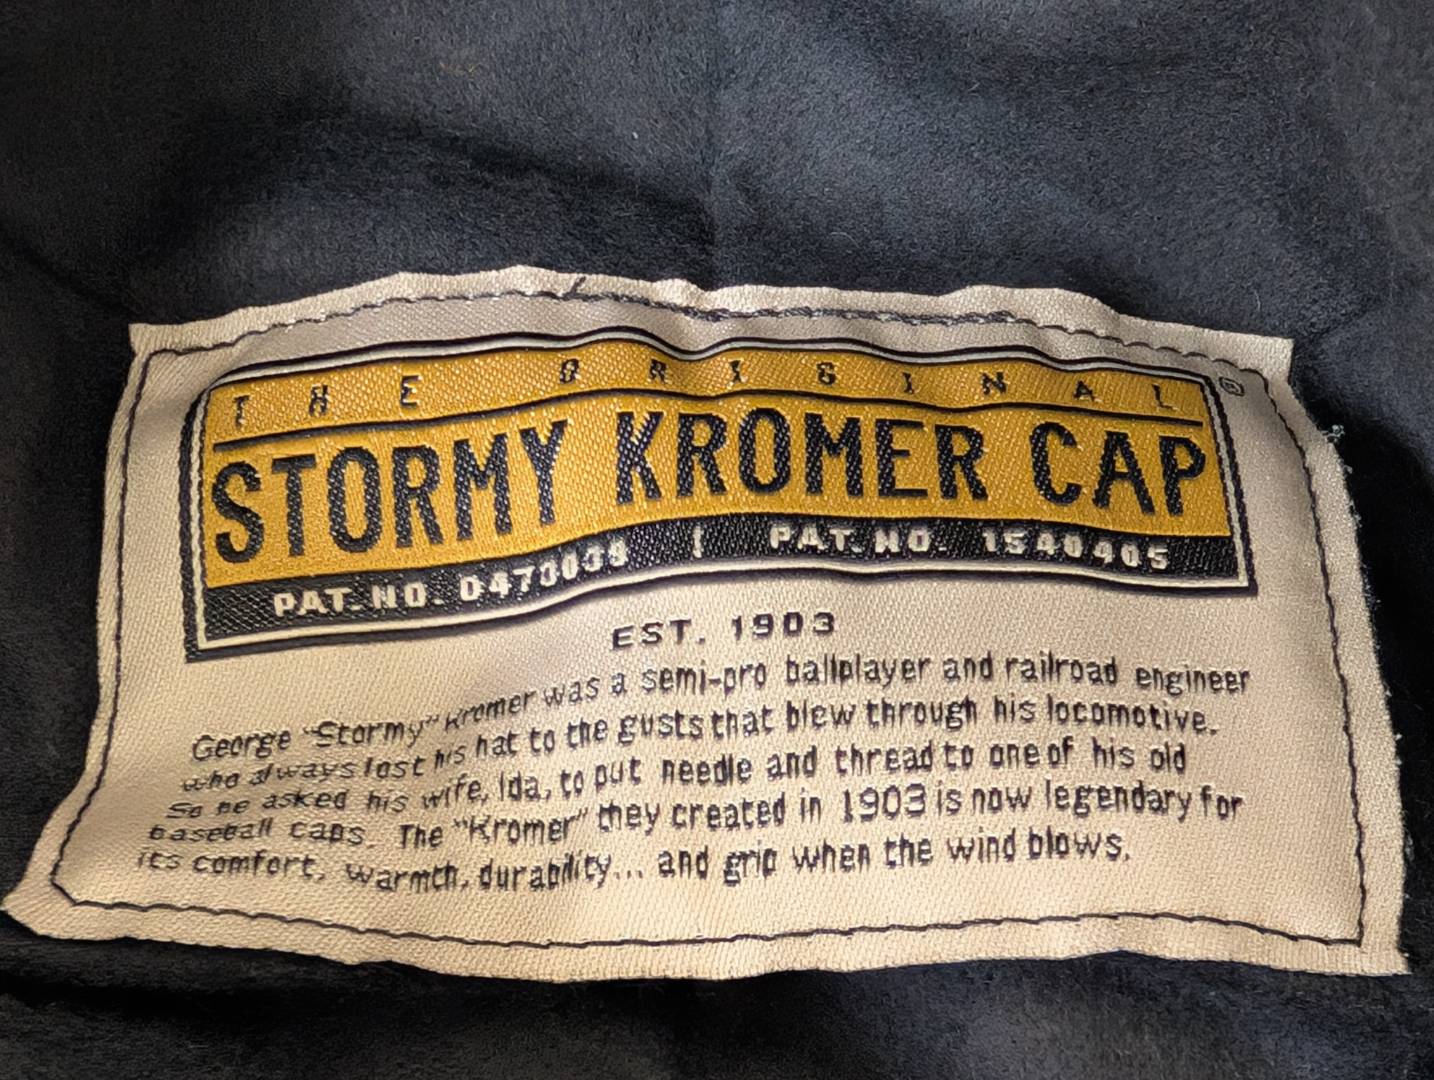 THE ORIGINAL ®
STORMY KROMER CAP
PAT. NO. D473038 | PAT. NO. 1540405
EST. 1903
George "Stormy" Kromer was a semi-pro ballplayer and railroad engineer
who always lost his hat to the gusts that blew through his locomotive.
So he asked his wife, Ida, to put needle and thread to one of his old
baseball caps. The "Kromer" they created in 1903 is now legendary for
its comfort, warmth, durability... and grip when the wind blows.